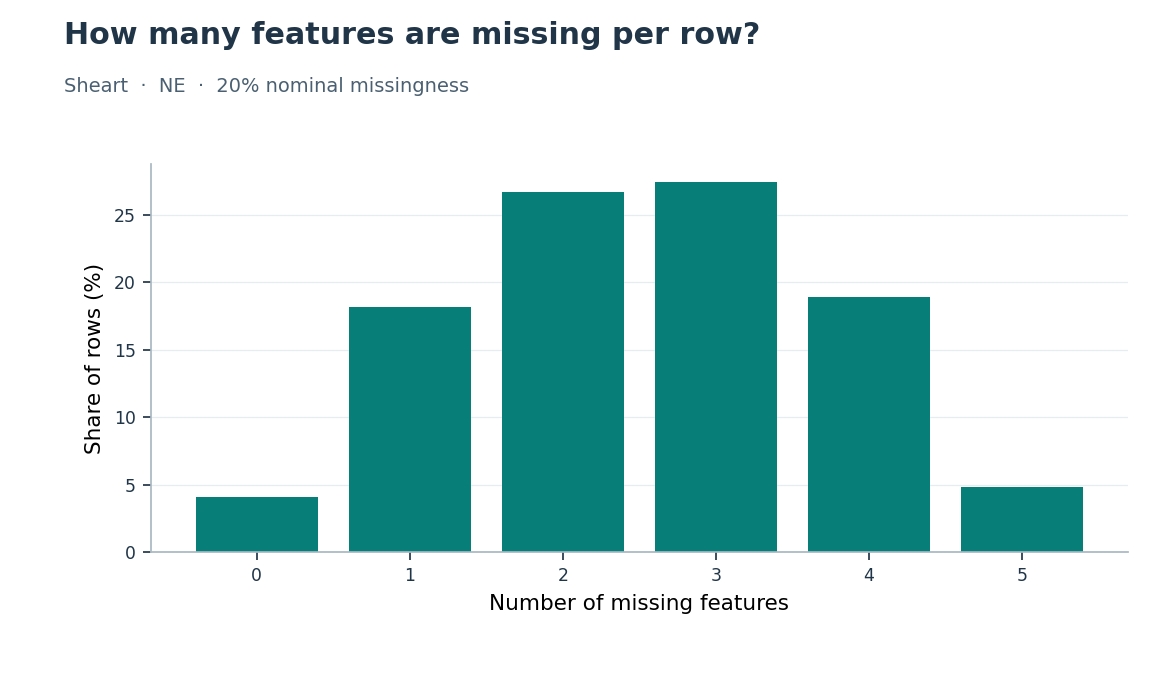 How many features are missing per row?
Sheart · NE · 20% nominal missingness
25
20
15
10
5
0
Share of rows (%)
0 1 2 3 4 5
Number of missing features